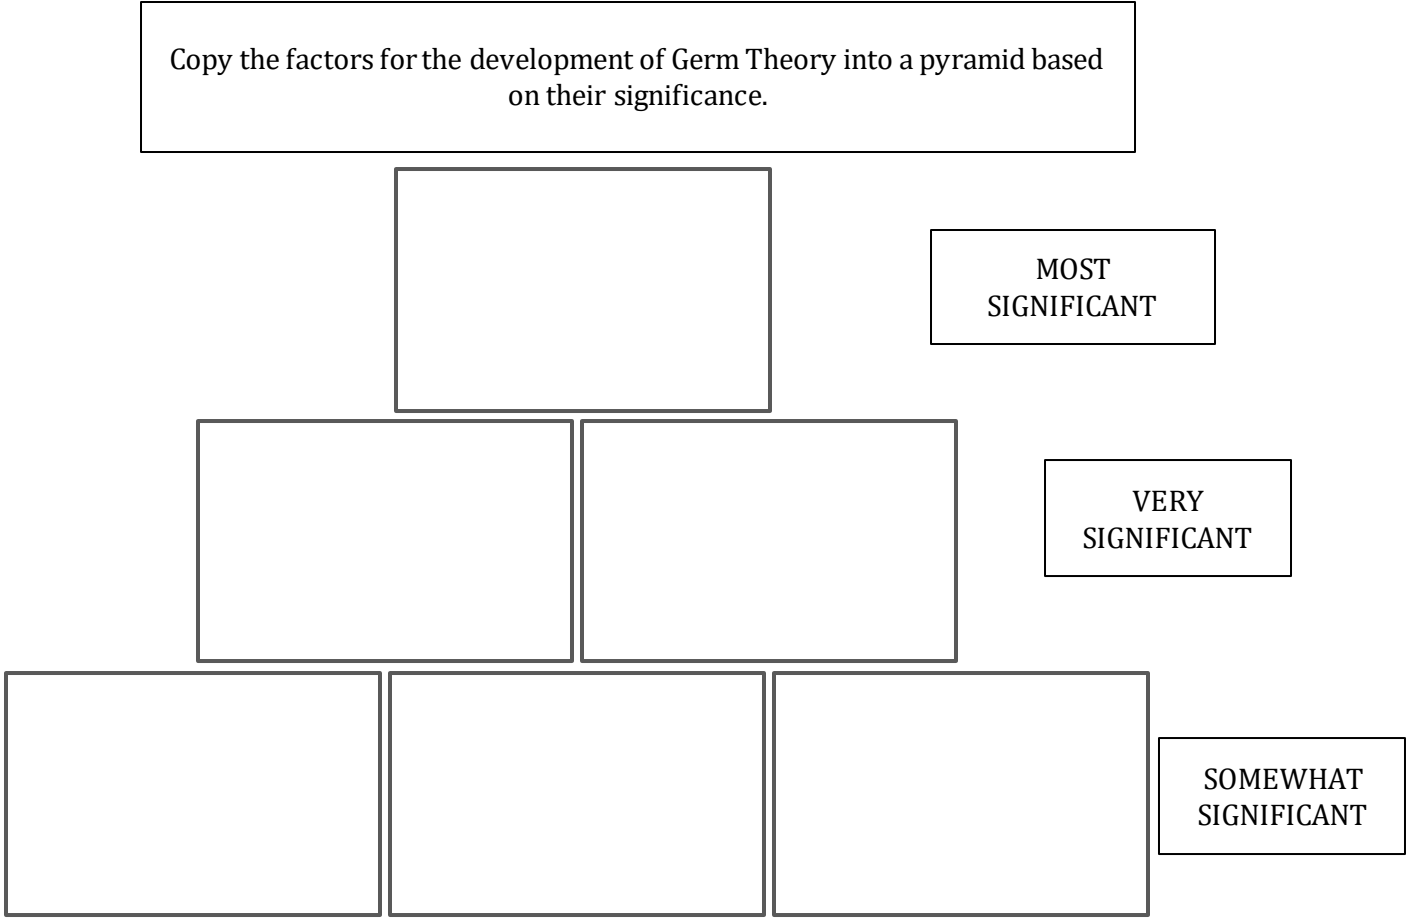 Copy the factors for the development of Germ Theory into a pyramid based
on their significance.
MOST
SIGNIFICANT
VERY
SIGNIFICANT
SOMEWHAT
SIGNIFICANT